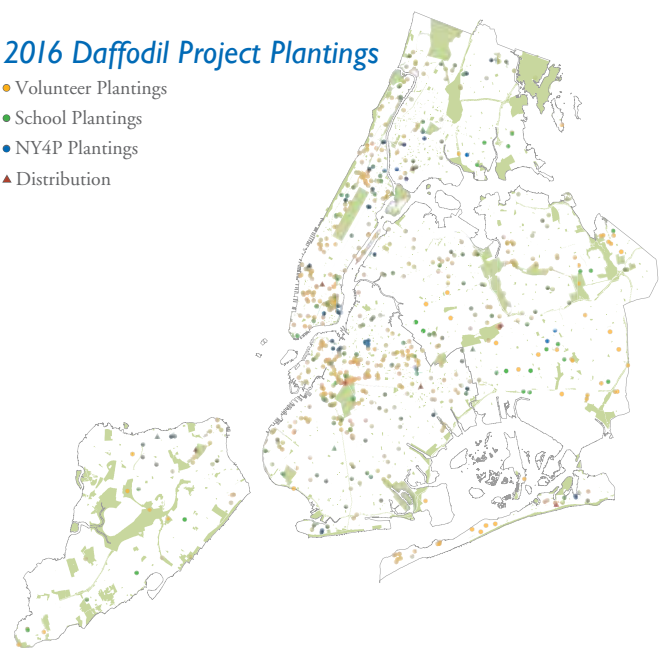 2016 Daffodil Project Plantings
Volunteer Plantings
School Plantings
NY4P Plantings
Distribution